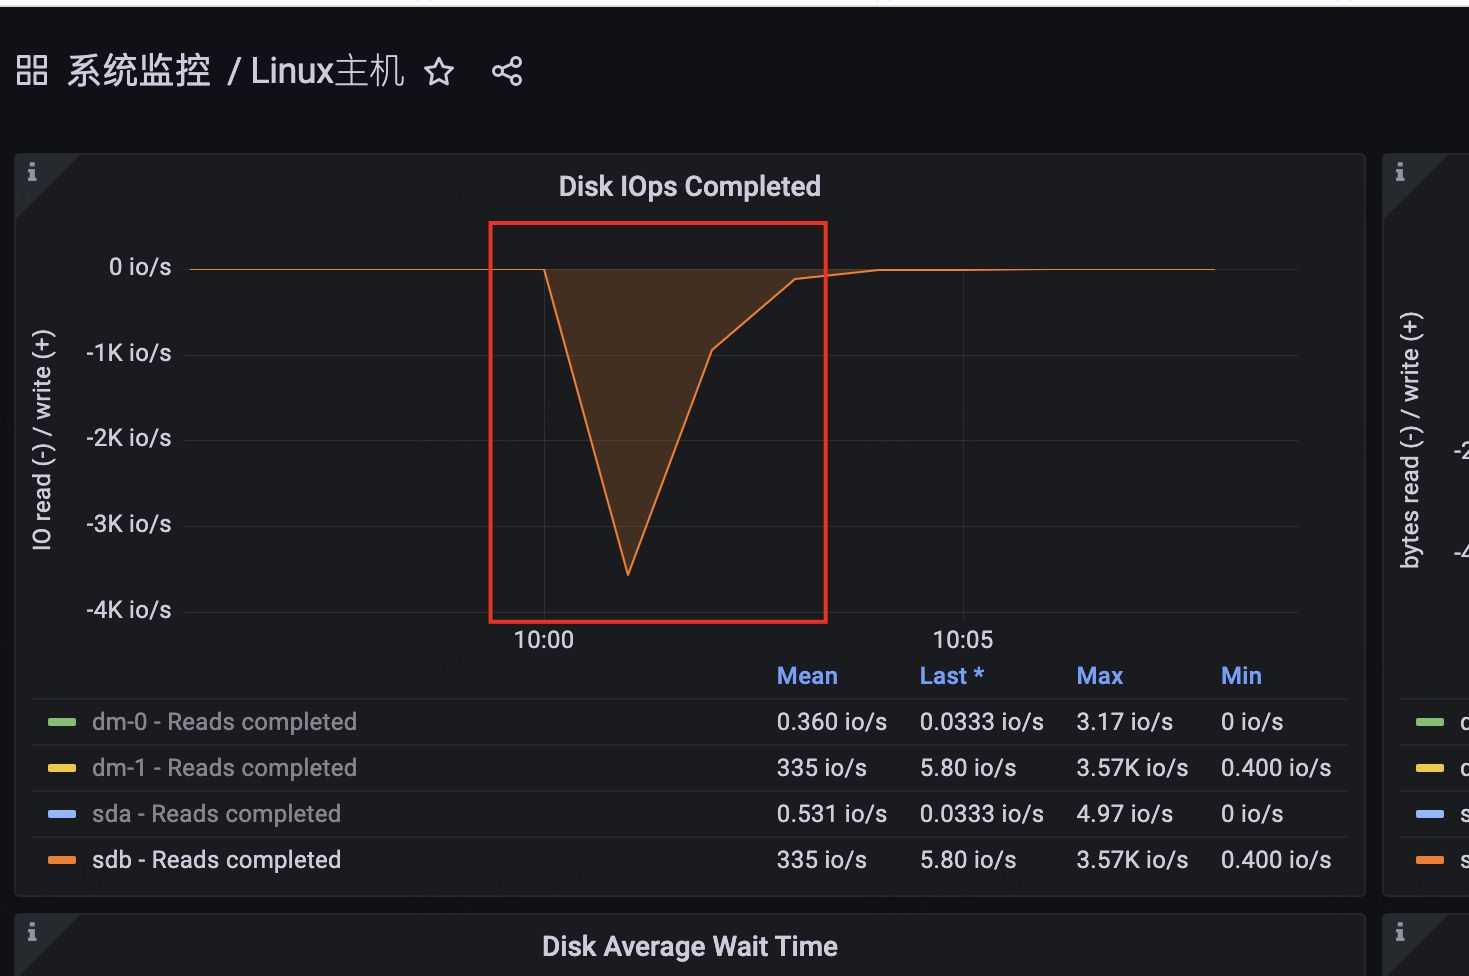 系统监控 / Linux主机
Disk IOps Completed
IO read (-) / write (+)
0 io/s
-1K io/s
-2K io/s
-3K io/s
-4K io/s
10:00
10:05
Mean Last * Max Min
dm-0 - Reads completed 0.360 io/s 0.0333 io/s 3.17 io/s 0 io/s
dm-1 - Reads completed 335 io/s 5.80 io/s 3.57K io/s 0.400 io/s
sda - Reads completed 0.531 io/s 0.0333 io/s 4.97 io/s 0 io/s
sdb - Reads completed 335 io/s 5.80 io/s 3.57K io/s 0.400 io/s
bytes read (-) / write (+)
Disk Average Wait Time